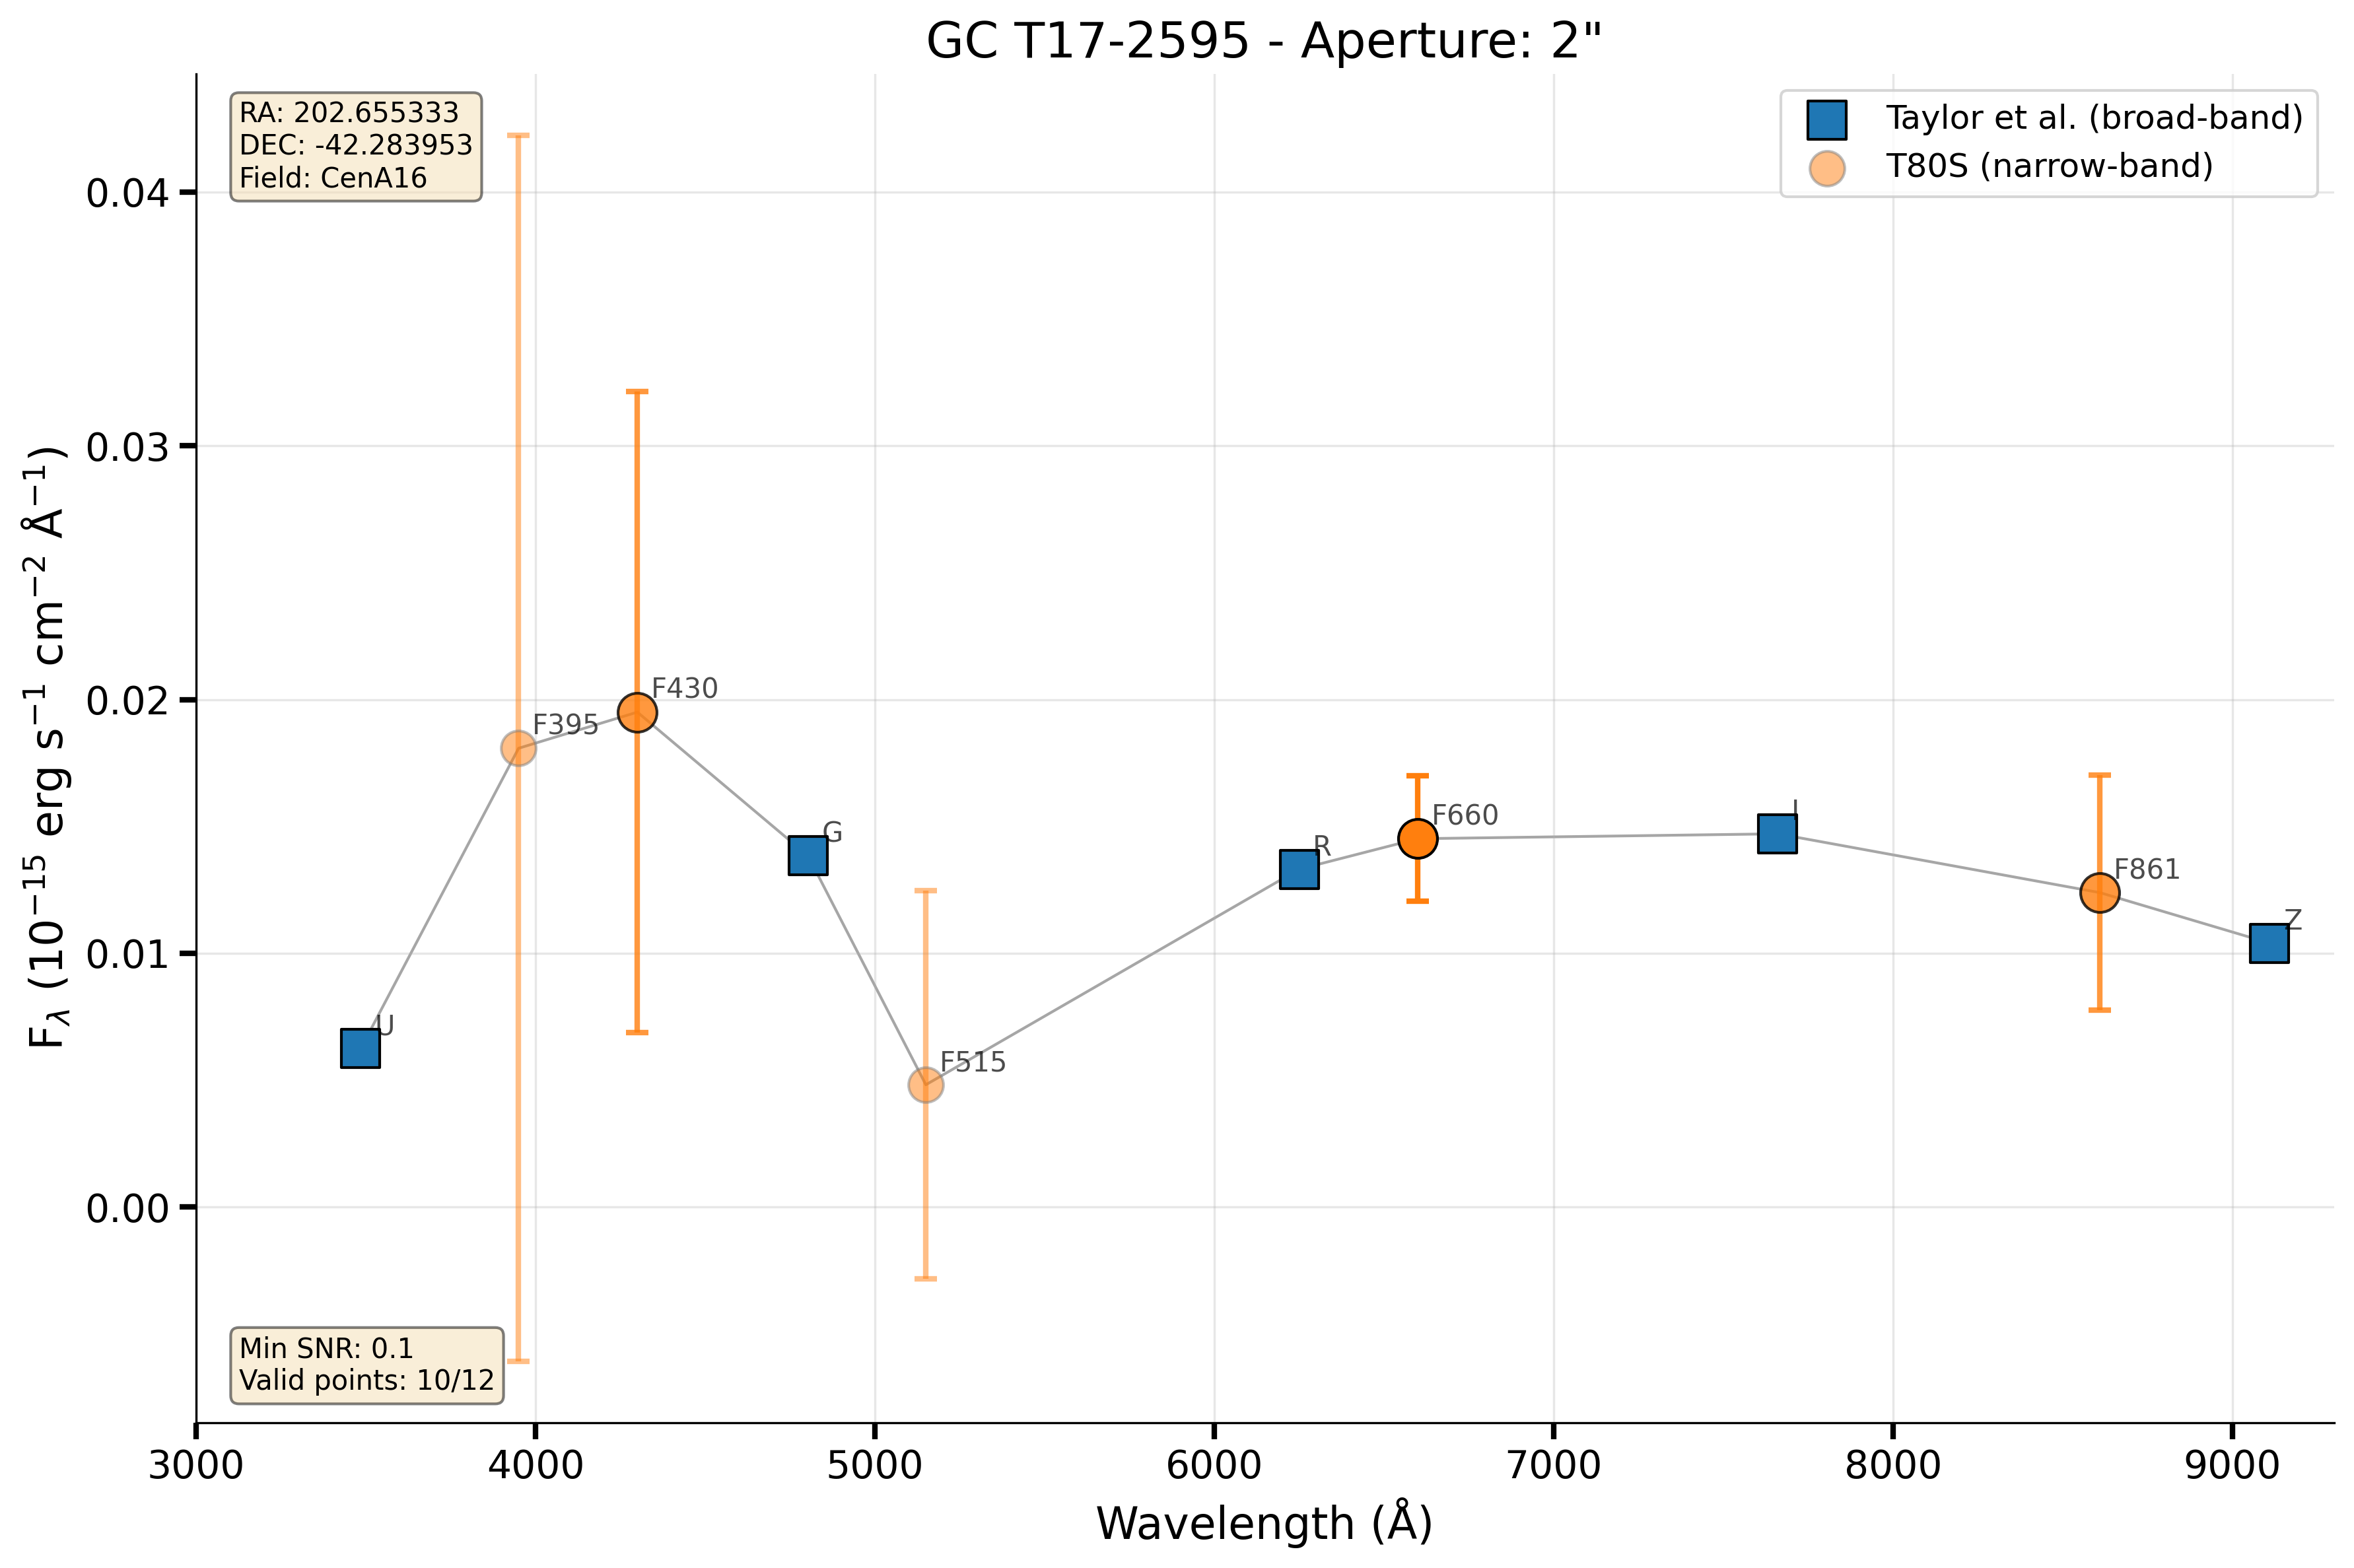 GC T17-2595 - Aperture: 2"
RA: 202.655333
DEC: -42.283953
Field: CenA16
Taylor et al. (broad-band)
T80S (narrow-band)
0.04
0.03
0.02
0.01
0.00
F_λ (10⁻¹⁵ erg s⁻¹ cm⁻² Å⁻¹)
U
F395
F430
G
F515
R
F660
I
F861
Z
Min SNR: 0.1
Valid points: 10/12
3000 4000 5000 6000 7000 8000 9000
Wavelength (Å)